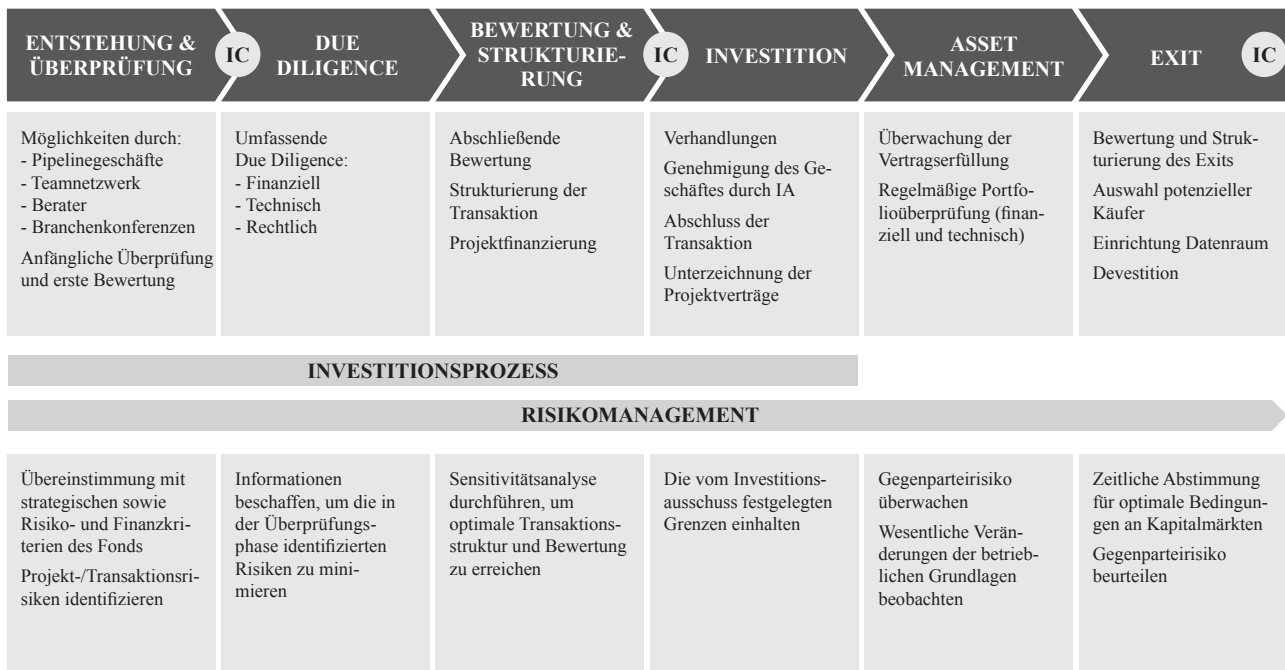 ENTSTEHUNG &
ÜBERPRÜFUNG
IC
DUE
DILIGENCE
BEWERTUNG &
STRUKTURIE-
RUNG
IC
INVESTITION
ASSET
MANAGEMENT
EXIT
IC
Möglichkeiten durch:
- Pipelinegeschäfte
- Teamnetzwerk
- Berater
- Branchenkonferenzen
Anfängliche Überprüfung
und erste Bewertung
Umfassende
Due Diligence:
- Finanziell
- Technisch
- Rechtlich
Abschließende
Bewertung
Strukturierung der
Transaktion
Projektfinanzierung
Verhandlungen
Genehmigung des Ge-
schäftes durch IA
Abschluss der
Transaktion
Unterzeichnung der
Projektverträge
Überwachung der
Vertragserfüllung
Regelmäßige Portfo-
lioüberprüfung (finan-
ziell und technisch)
Bewertung und Struk-
turierung des Exits
Auswahl potenzieller
Käufer
Einrichtung Datenraum
Devestition
INVESTITIONSPROZESS
RISIKOMANAGEMENT
Übereinstimmung mit
strategischen sowie
Risiko- und Finanzkri-
terien des Fonds
Projekt-/Transaktionsri-
siken identifizieren
Informationen
beschaffen, um die in
der Überprüfungs-
phase identifizierten
Risiken zu mini-
mieren
Sensitivitätsanalyse
durchführen, um
optimale Transaktions-
struktur und Bewertung
zu erreichen
Die vom Investitions-
ausschuss festgelegten
Grenzen einhalten
Gegenparteirisiko
überwachen
Wesentliche Verän-
derungen der betrieb-
lichen Grundlagen
beobachten
Zeitliche Abstimmung
für optimale Bedingun-
gen an Kapitalmärkten
Gegenparteirisiko
beurteilen